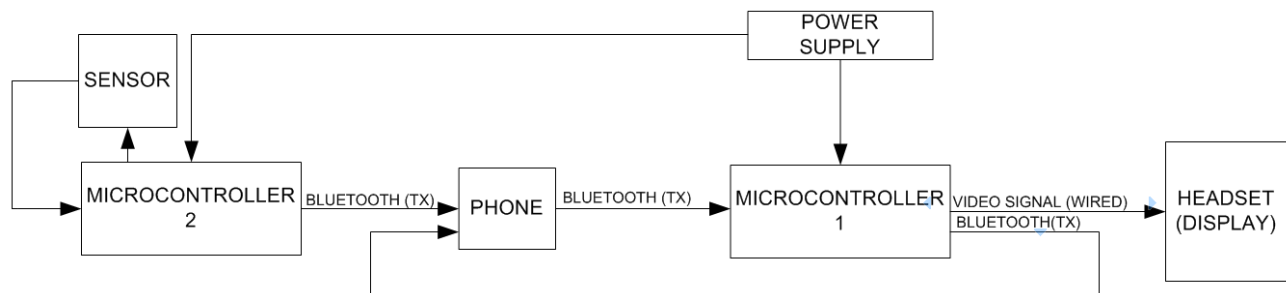 POWER
SUPPLY
SENSOR
MICROCONTROLLER
2
BLUETOOTH (TX)
PHONE
BLUETOOTH (TX)
MICROCONTROLLER
1
VIDEO SIGNAL (WIRED)
BLUETOOTH(TX)
HEADSET
(DISPLAY)